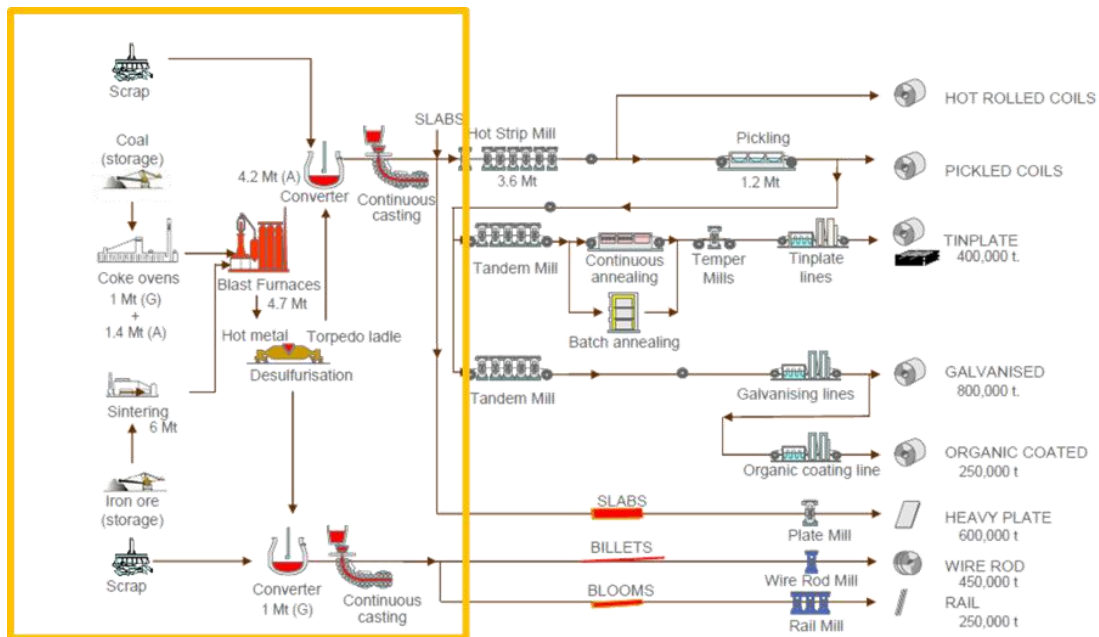 Scrap
Coal
(storage)
Coke ovens
1 Mt (G)
+
1.4 Mt (A)
Sintering
6 Mt
Iron ore
(storage)
Scrap
4.2 Mt (A)
Converter
Continuous
casting
Blast Furnaces
4.7 Mt
Hot metal
Torpedo ladle
Desulfurisation
Converter
1 Mt (G)
Continuous
casting
SLABS
Hot Strip Mill
3.6 Mt
Pickling
1.2 Mt
HOT ROLLED COILS
PICKLED COILS
Tandem Mill
Continuous
annealing
Temper
Mills
Tinplate
lines
TINPLATE
400,000 t.
Batch annealing
Tandem Mill
Galvanising lines
GALVANISED
800,000 t.
Organic coating line
ORGANIC COATED
250,000 t
SLABS
Plate Mill
HEAVY PLATE
600,000 t
BILLETS
Wire Rod Mill
WIRE ROD
450,000 t
BLOOMS
Rail Mill
RAIL
250,000 t